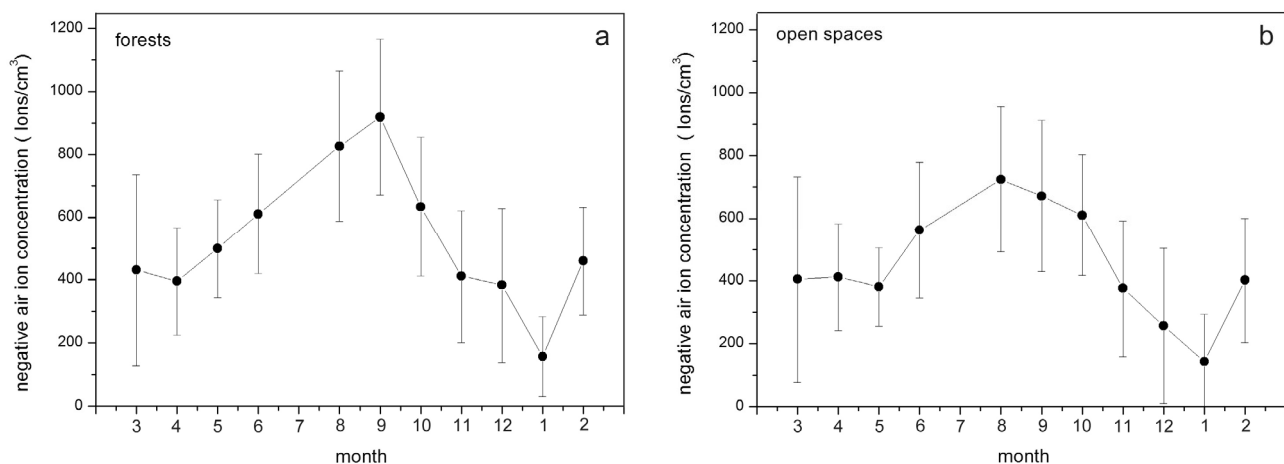 forests
a
negative air ion concentration ( Ions/cm³)
1200
1000
800
600
400
200
0
3 4 5 6 7 8 9 10 11 12 1 2
month
open spaces
b
negative air ion concentration ( Ions/cm³)
1200
1000
800
600
400
200
0
3 4 5 6 7 8 9 10 11 12 1 2
month